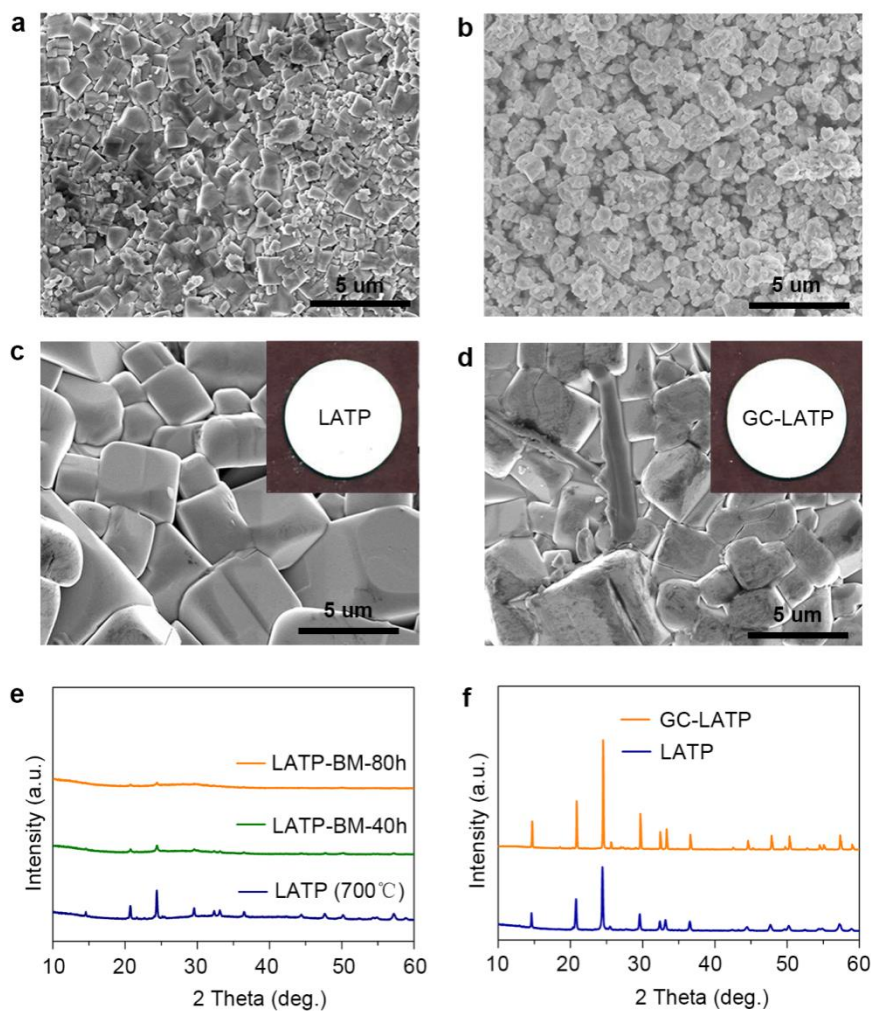 a
5 um
b
5 um
c
LATP
5 um
d
GC-LATP
5 um
e
Intensity (a.u.)
LATP-BM-80h
LATP-BM-40h
LATP (700℃)
10 20 30 40 50 60
2 Theta (deg.)
f
Intensity (a.u.)
GC-LATP
LATP
10 20 30 40 50 60
2 Theta (deg.)